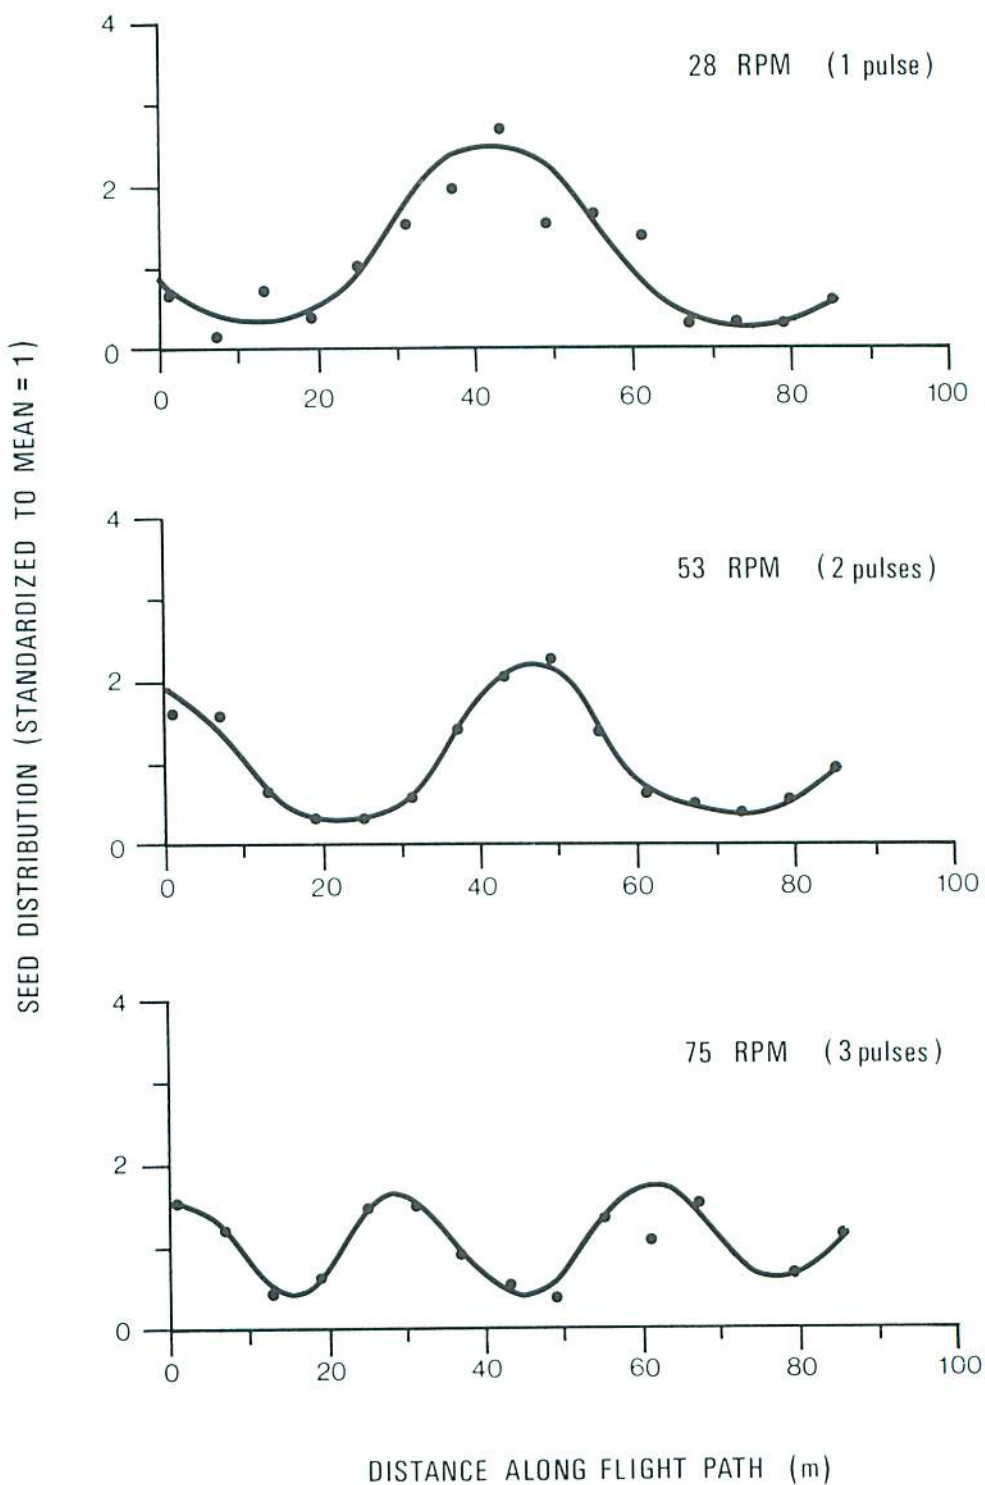 SEED DISTRIBUTION (STANDARDIZED TO MEAN = 1)
28 RPM (1 pulse)
4
2
0
0 20 40 60 80 100
53 RPM (2 pulses)
4
2
0
0 20 40 60 80 100
75 RPM (3 pulses)
4
2
0
0 20 40 60 80 100
DISTANCE ALONG FLIGHT PATH (m)